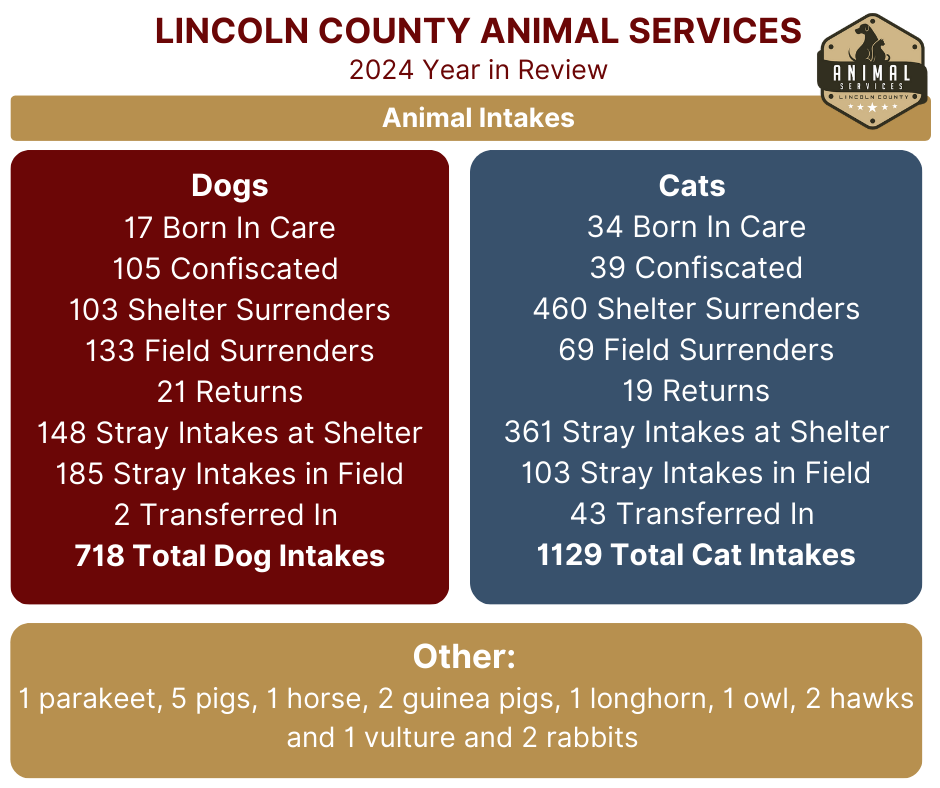 LINCOLN COUNTY ANIMAL SERVICES
2024 Year in Review
ANIMAL
SERVICES
LINCOLN COUNTY
Animal Intakes
Dogs
17 Born In Care
105 Confiscated
103 Shelter Surrenders
133 Field Surrenders
21 Returns
148 Stray Intakes at Shelter
185 Stray Intakes in Field
2 Transferred In
718 Total Dog Intakes
Cats
34 Born In Care
39 Confiscated
460 Shelter Surrenders
69 Field Surrenders
19 Returns
361 Stray Intakes at Shelter
103 Stray Intakes in Field
43 Transferred In
1129 Total Cat Intakes
Other:
1 parakeet, 5 pigs, 1 horse, 2 guinea pigs, 1 longhorn, 1 owl, 2 hawks
and 1 vulture and 2 rabbits